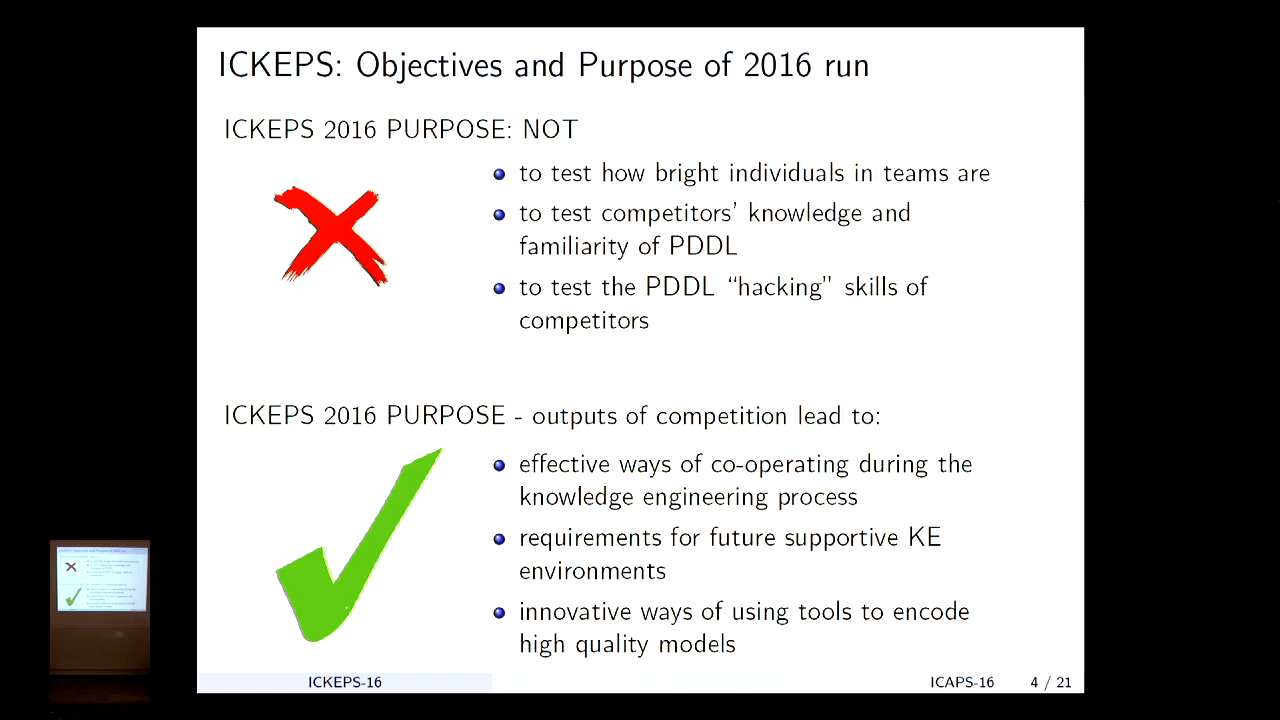 ICKEPS: Objectives and Purpose of 2016 run
ICKEPS 2016 PURPOSE: NOT
to test how bright individuals in teams are
to test competitors' knowledge and
familiarity of PDDL
to test the PDDL “hacking” skills of
competitors
ICKEPS 2016 PURPOSE - outputs of competition lead to:
effective ways of co-operating during the
knowledge engineering process
requirements for future supportive KE
environments
innovative ways of using tools to encode
high quality models
ICKEPS-16
ICAPS-16 4 / 21